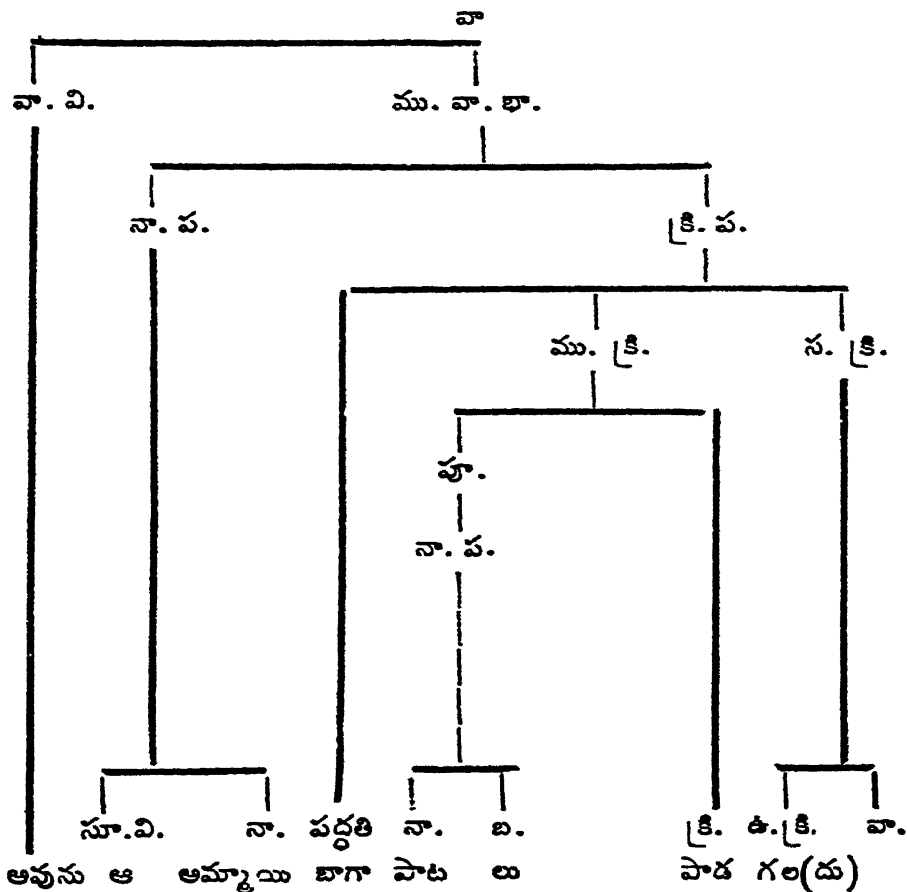 వా
వా. వి. ము. వా. భా.
నా. ప. క్రి. ప.
ము. క్రి. స. క్రి.
పూ.
నా. ప.
సూ.వి. నా. పద్ధతి నా. బ. క్రి. ఉ.క్రి. వా.
అవును ఆ అమ్మాయి బాగా పాట లు పాడ గల(దు)